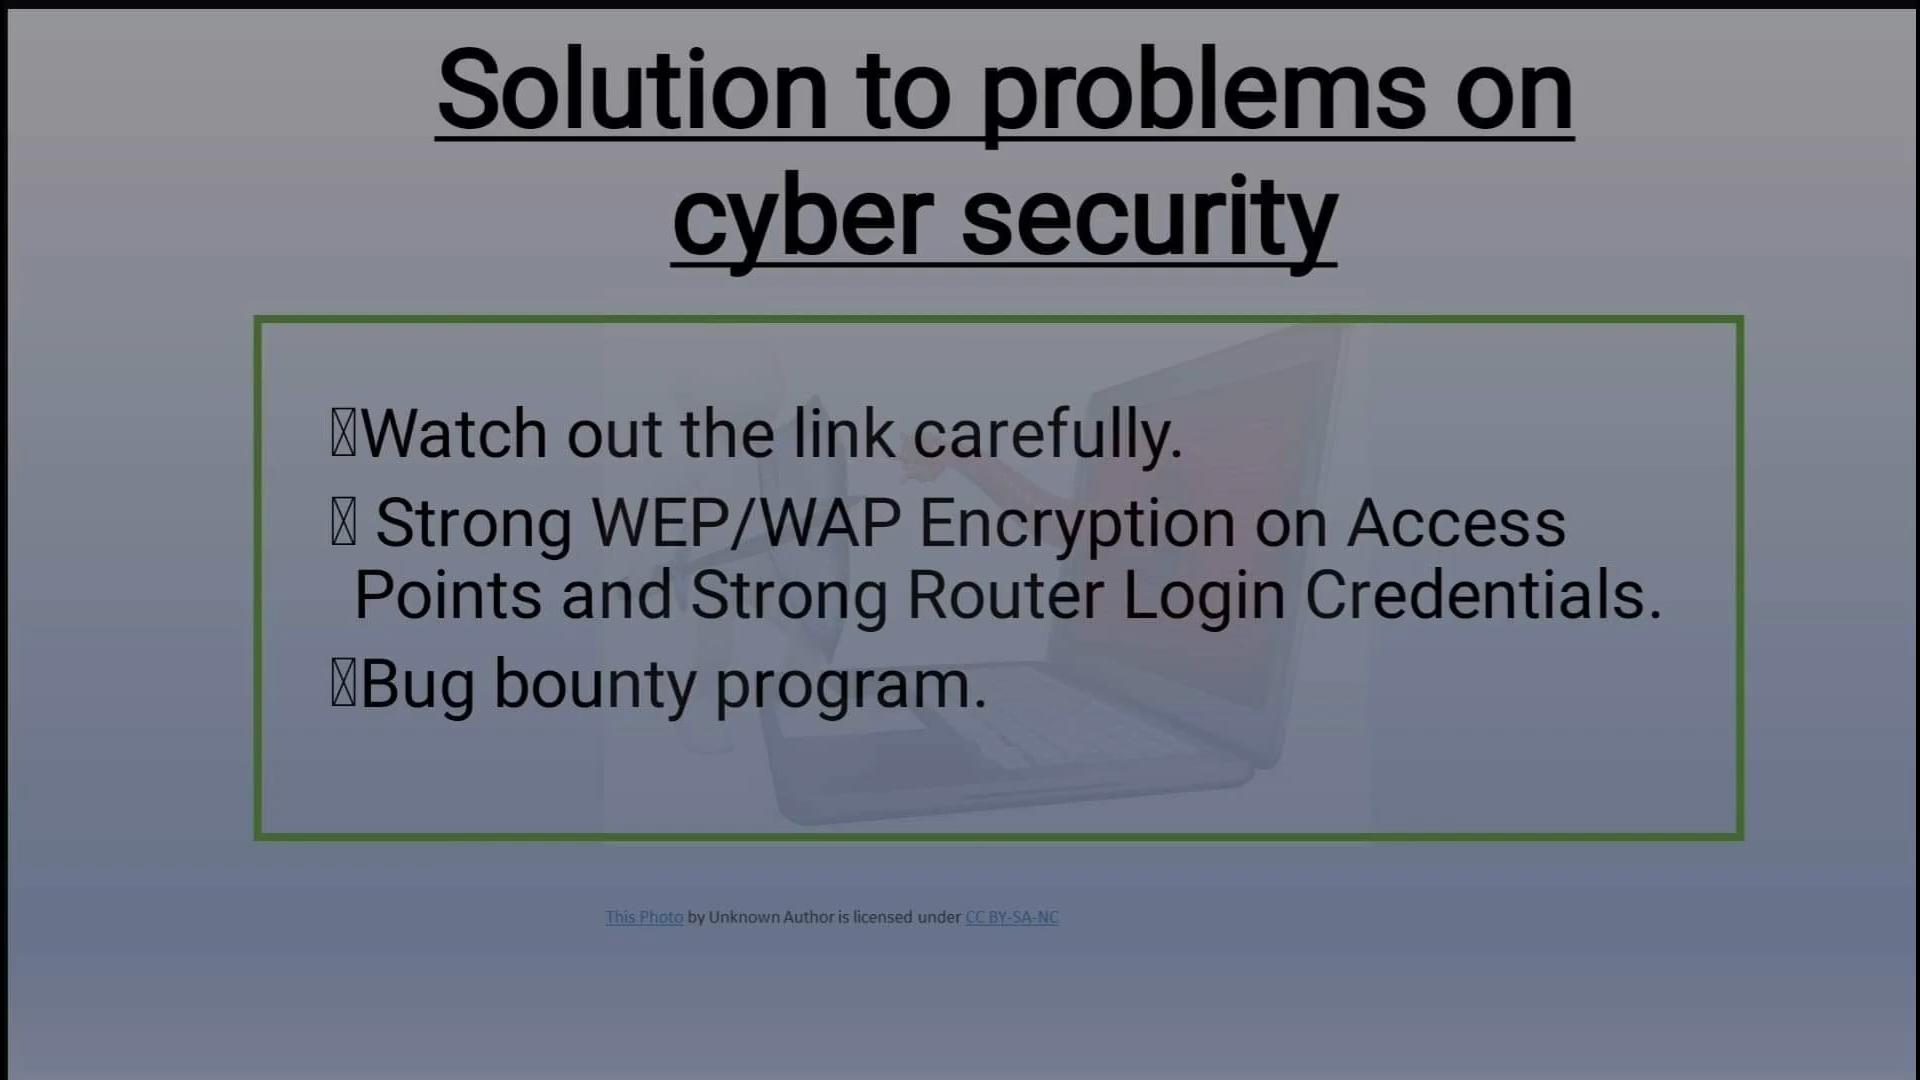 Solution to problems on
cyber security
Watch out the link carefully.
Strong WEP/WAP Encryption on Access
Points and Strong Router Login Credentials.
Bug bounty program.
This Photo by Unknown Author is licensed under CC BY-SA-NC